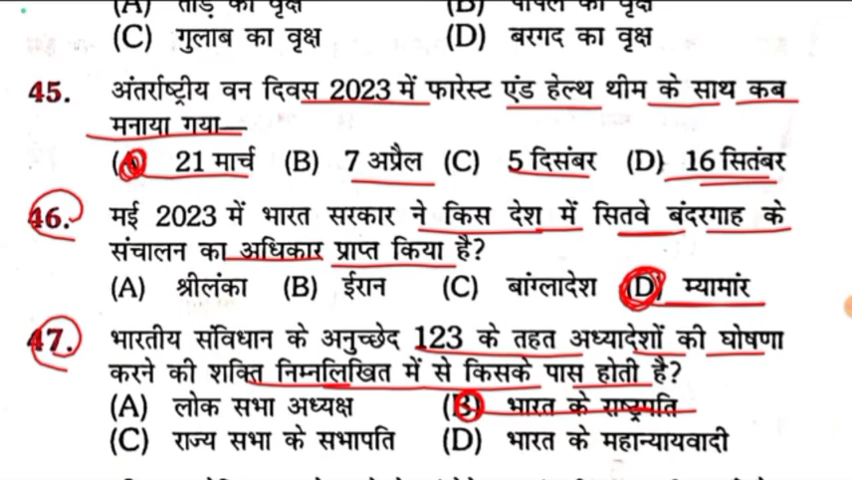 (A) ताड़ का वृक्ष (B) पीपल का वृक्ष
(C) गुलाब का वृक्ष (D) बरगद का वृक्ष
45. अंतर्राष्ट्रीय वन दिवस 2023 में फारेस्ट एंड हेल्थ थीम के साथ कब
मनाया गया—
(A) 21 मार्च (B) 7 अप्रैल (C) 5 दिसंबर (D) 16 सितंबर
46. मई 2023 में भारत सरकार ने किस देश में सितवे बंदरगाह के
संचालन का अधिकार प्राप्त किया है?
(A) श्रीलंका (B) ईरान (C) बांग्लादेश (D) म्यामांर
47. भारतीय संविधान के अनुच्छेद 123 के तहत अध्यादेशों की घोषणा
करने की शक्ति निम्नलिखित में से किसके पास होती है?
(A) लोक सभा अध्यक्ष (B) भारत के राष्ट्रपति
(C) राज्य सभा के सभापति (D) भारत के महान्यायवादी